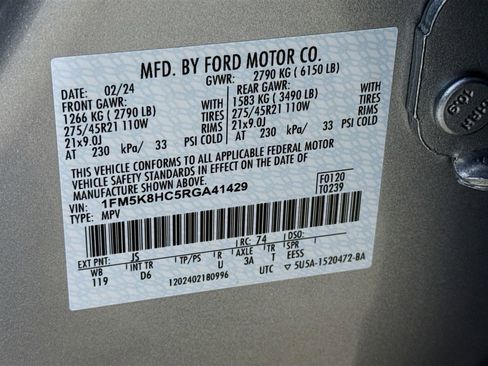 MFD. BY FORD MOTOR CO.
DATE: 02/24 GVWR: 2790 KG ( 6150 LB)
FRONT GAWR: REAR GAWR:
1266 KG ( 2790 LB) WITH 1583 KG ( 3490 LB) WITH
275/45R21 110W TIRES 275/45R21 110W TIRES
21x9.0J RIMS 21x9.0J RIMS
AT 230 kPa/ 33 PSI COLD AT 230 kPa/ 33 PSI COLD
THIS VEHICLE CONFORMS TO ALL APPLICABLE FEDERAL MOTOR
VEHICLE SAFETY STANDARDS IN EFFECT ON THE DATE OF
MANUFACTURE SHOWN ABOVE.
VIN: 1FM5K8HC5RGA41429 F0120
TYPE: MPV T0239
EXT PNT: JS RC: 74 DSO:
WB INT TR TP/PS R AXLE TR SPR
119 D6 U 3A EESS
1202402180996 UTC ▽ 5U5A-1520472-BA
10.9